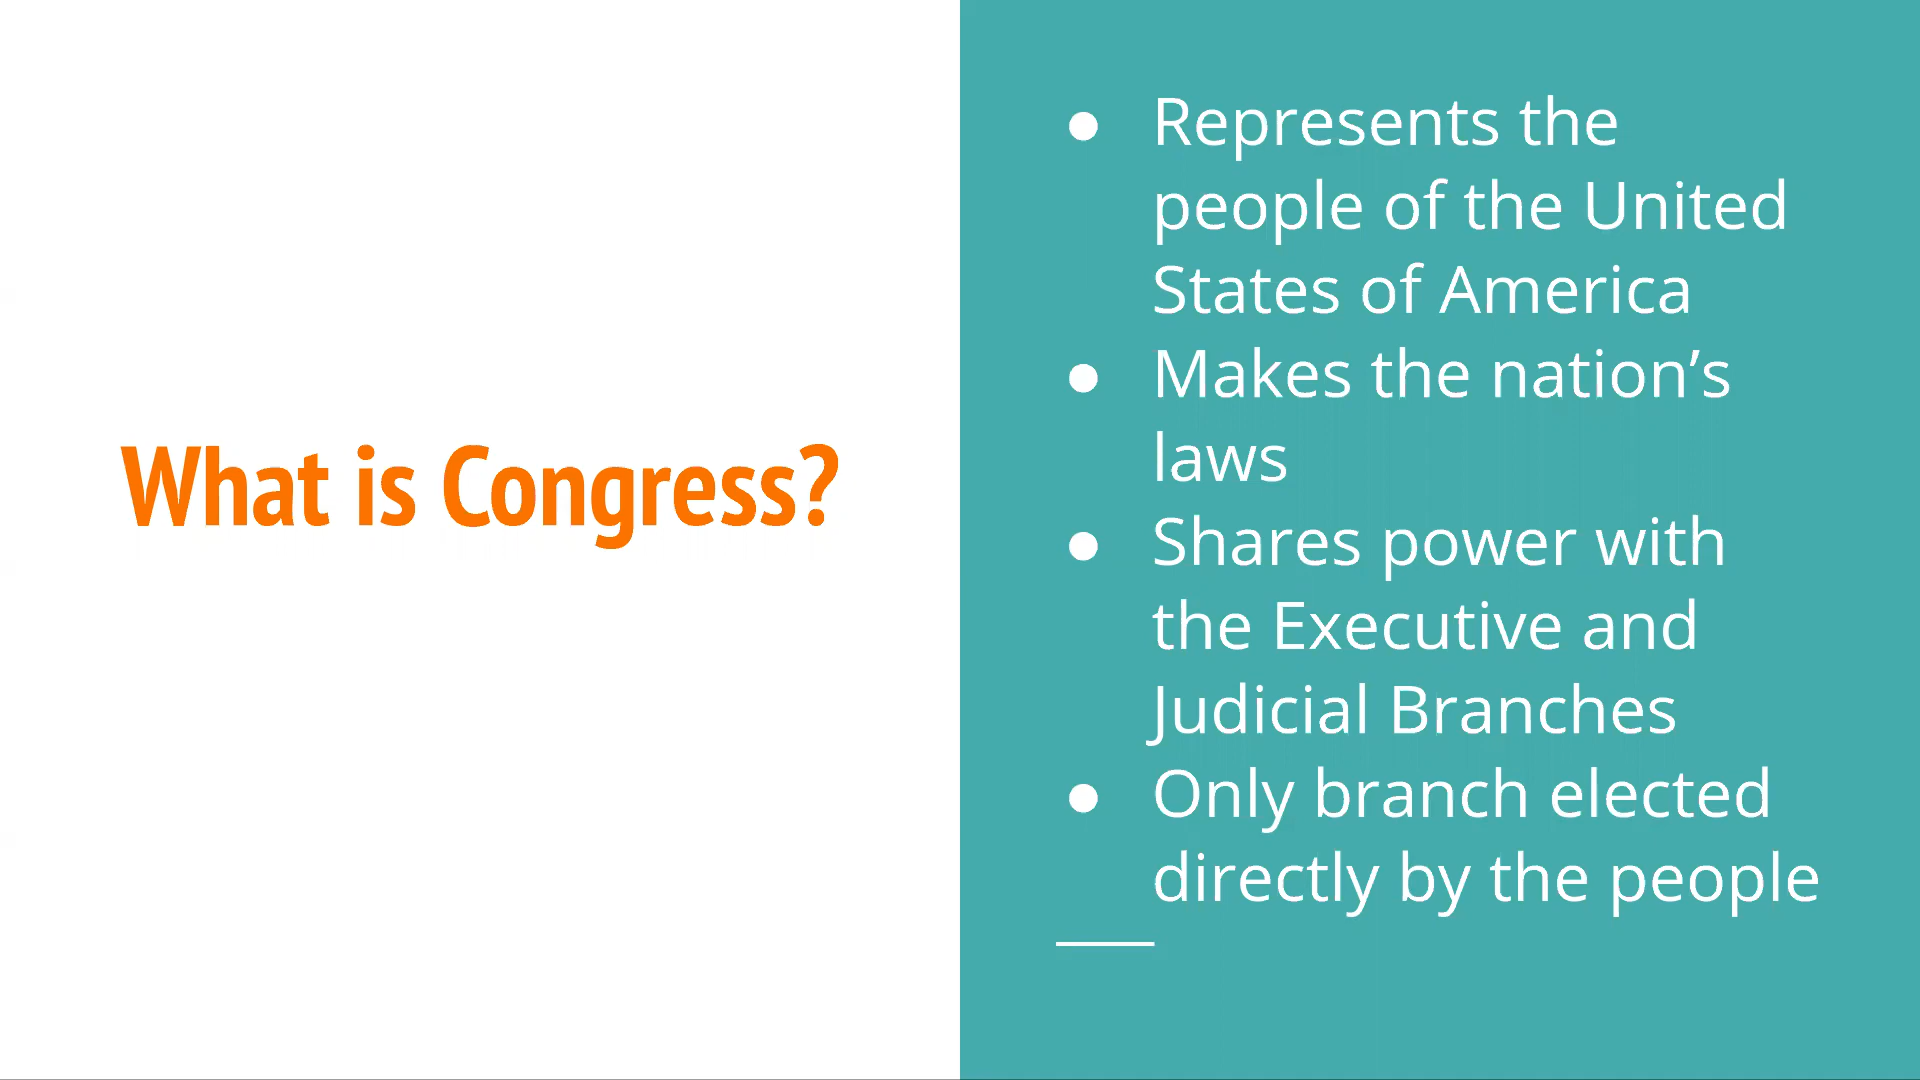 What is Congress?
● Represents the
people of the United
States of America
● Makes the nation’s
laws
● Shares power with
the Executive and
Judicial Branches
● Only branch elected
directly by the people